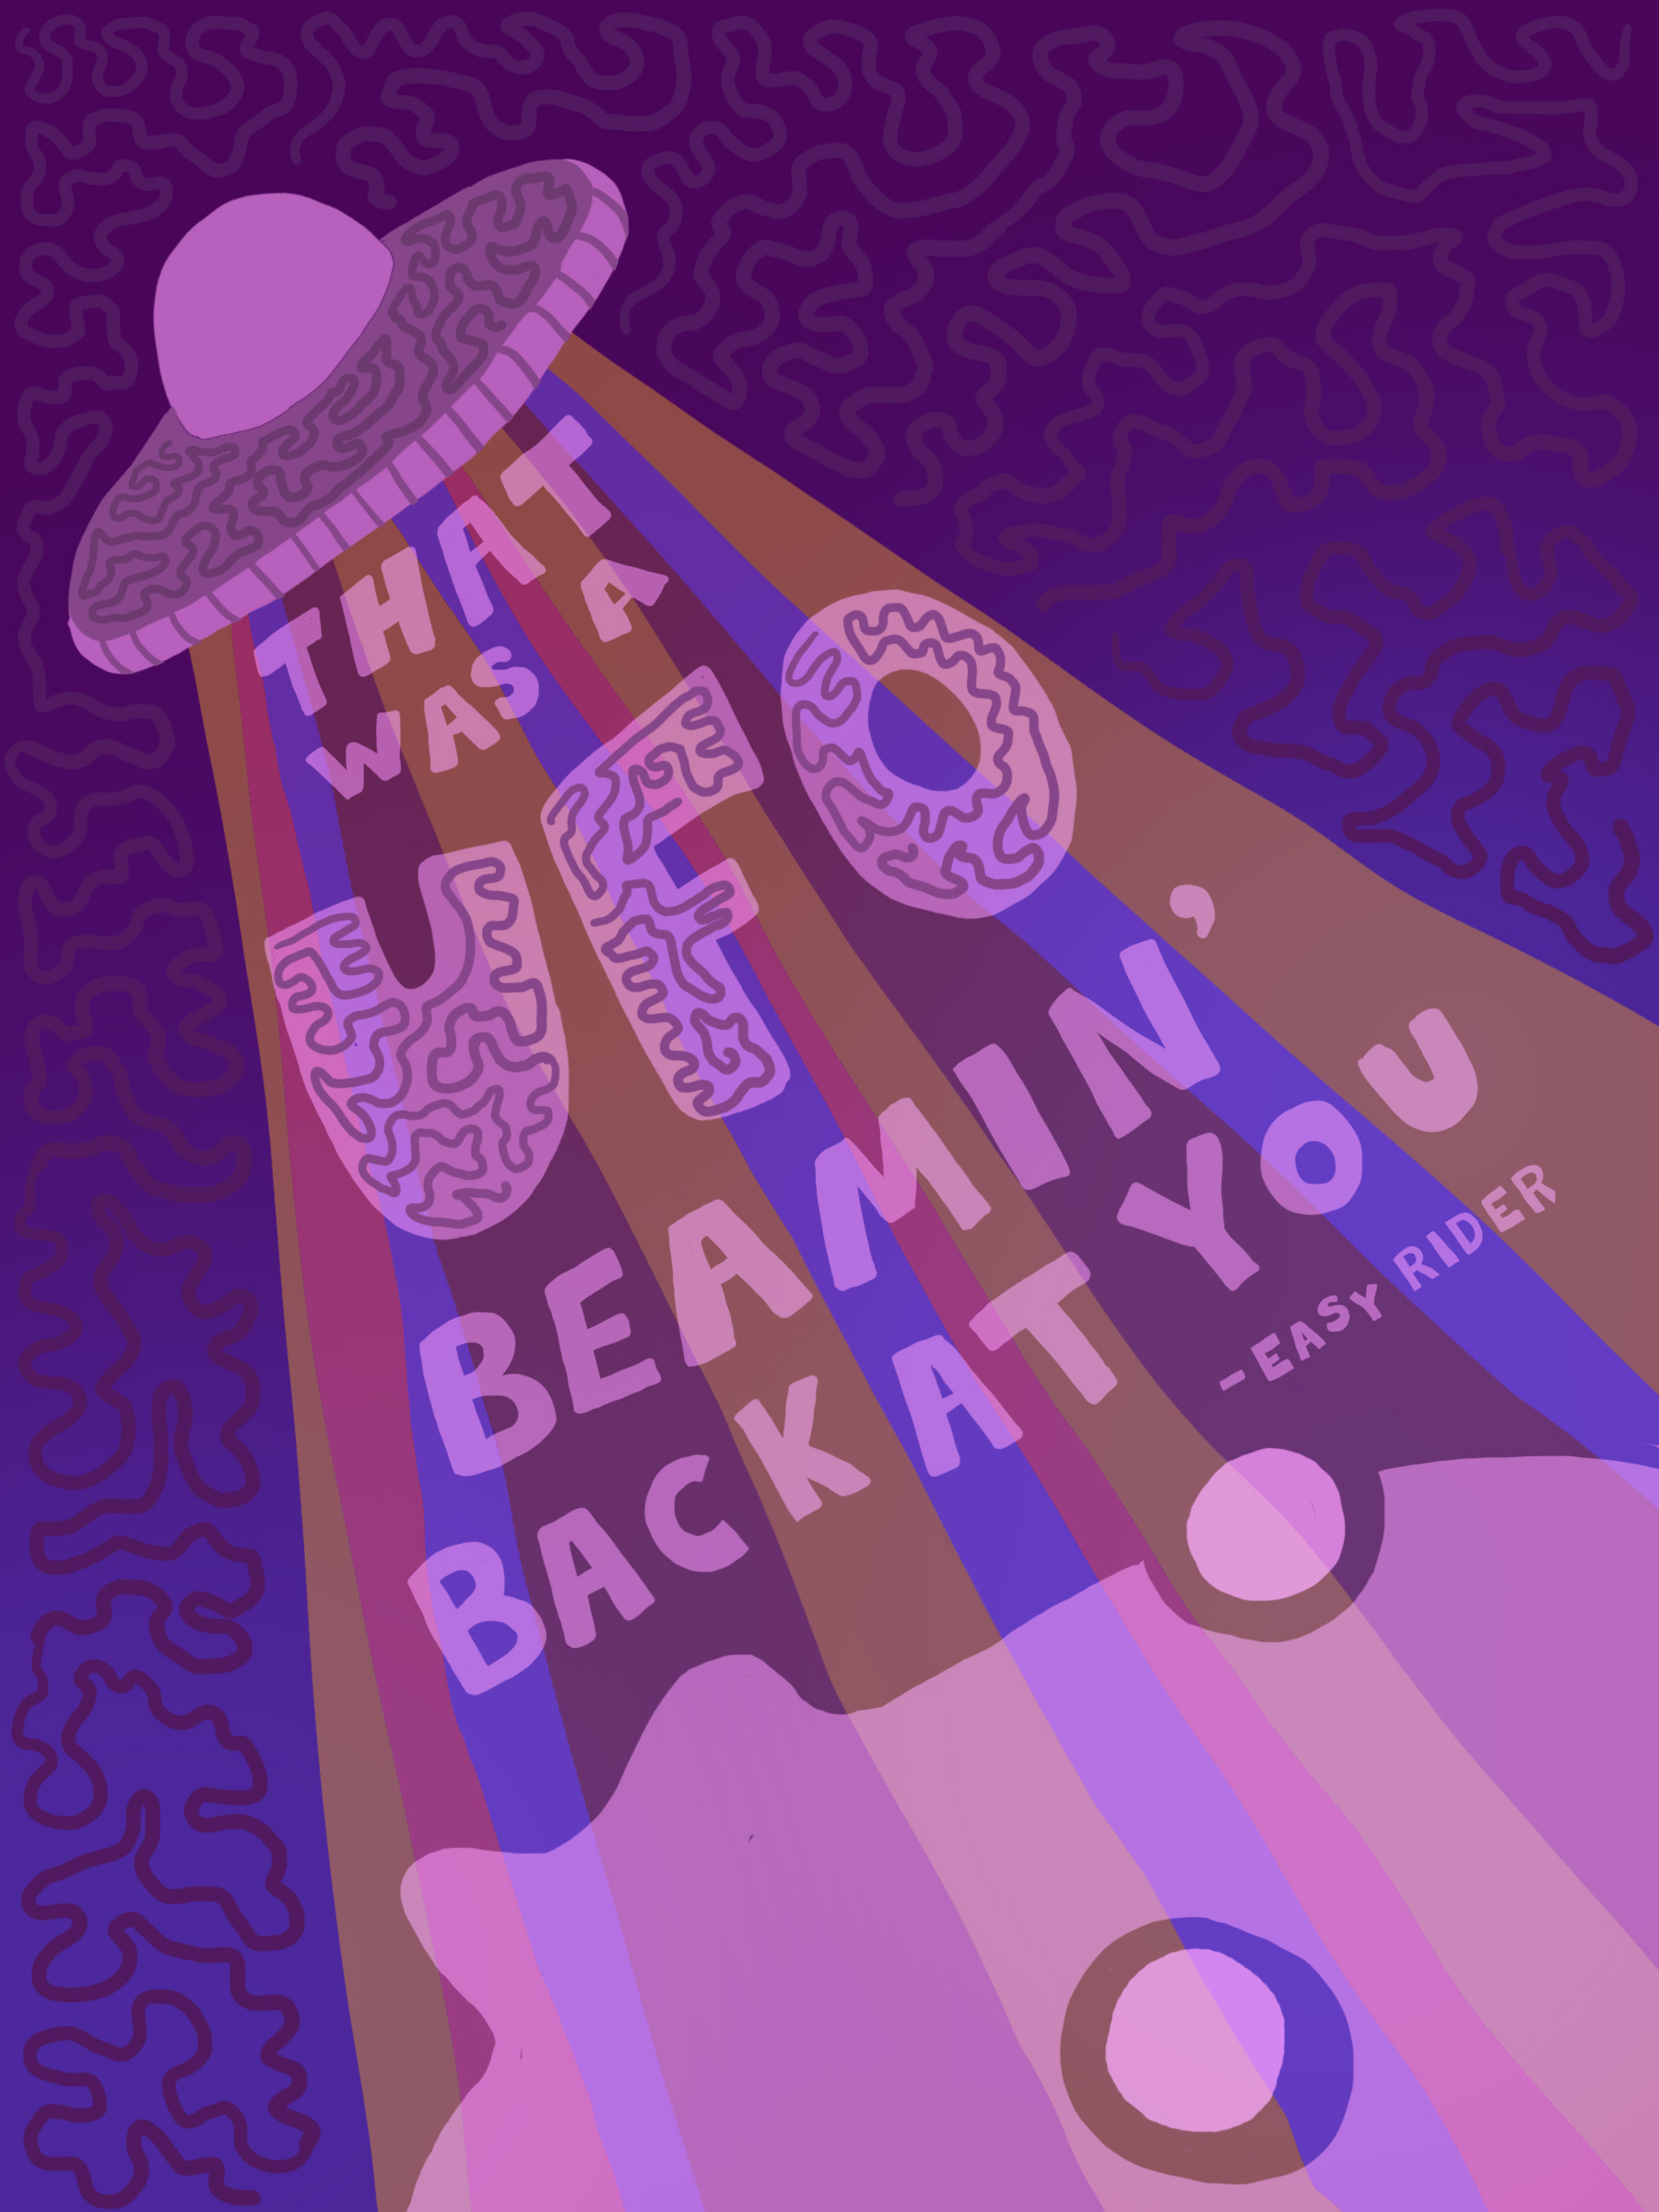 THAT
WAS A
UFO,
BEAMIN'
BACK AT YOU
- EASY RIDER